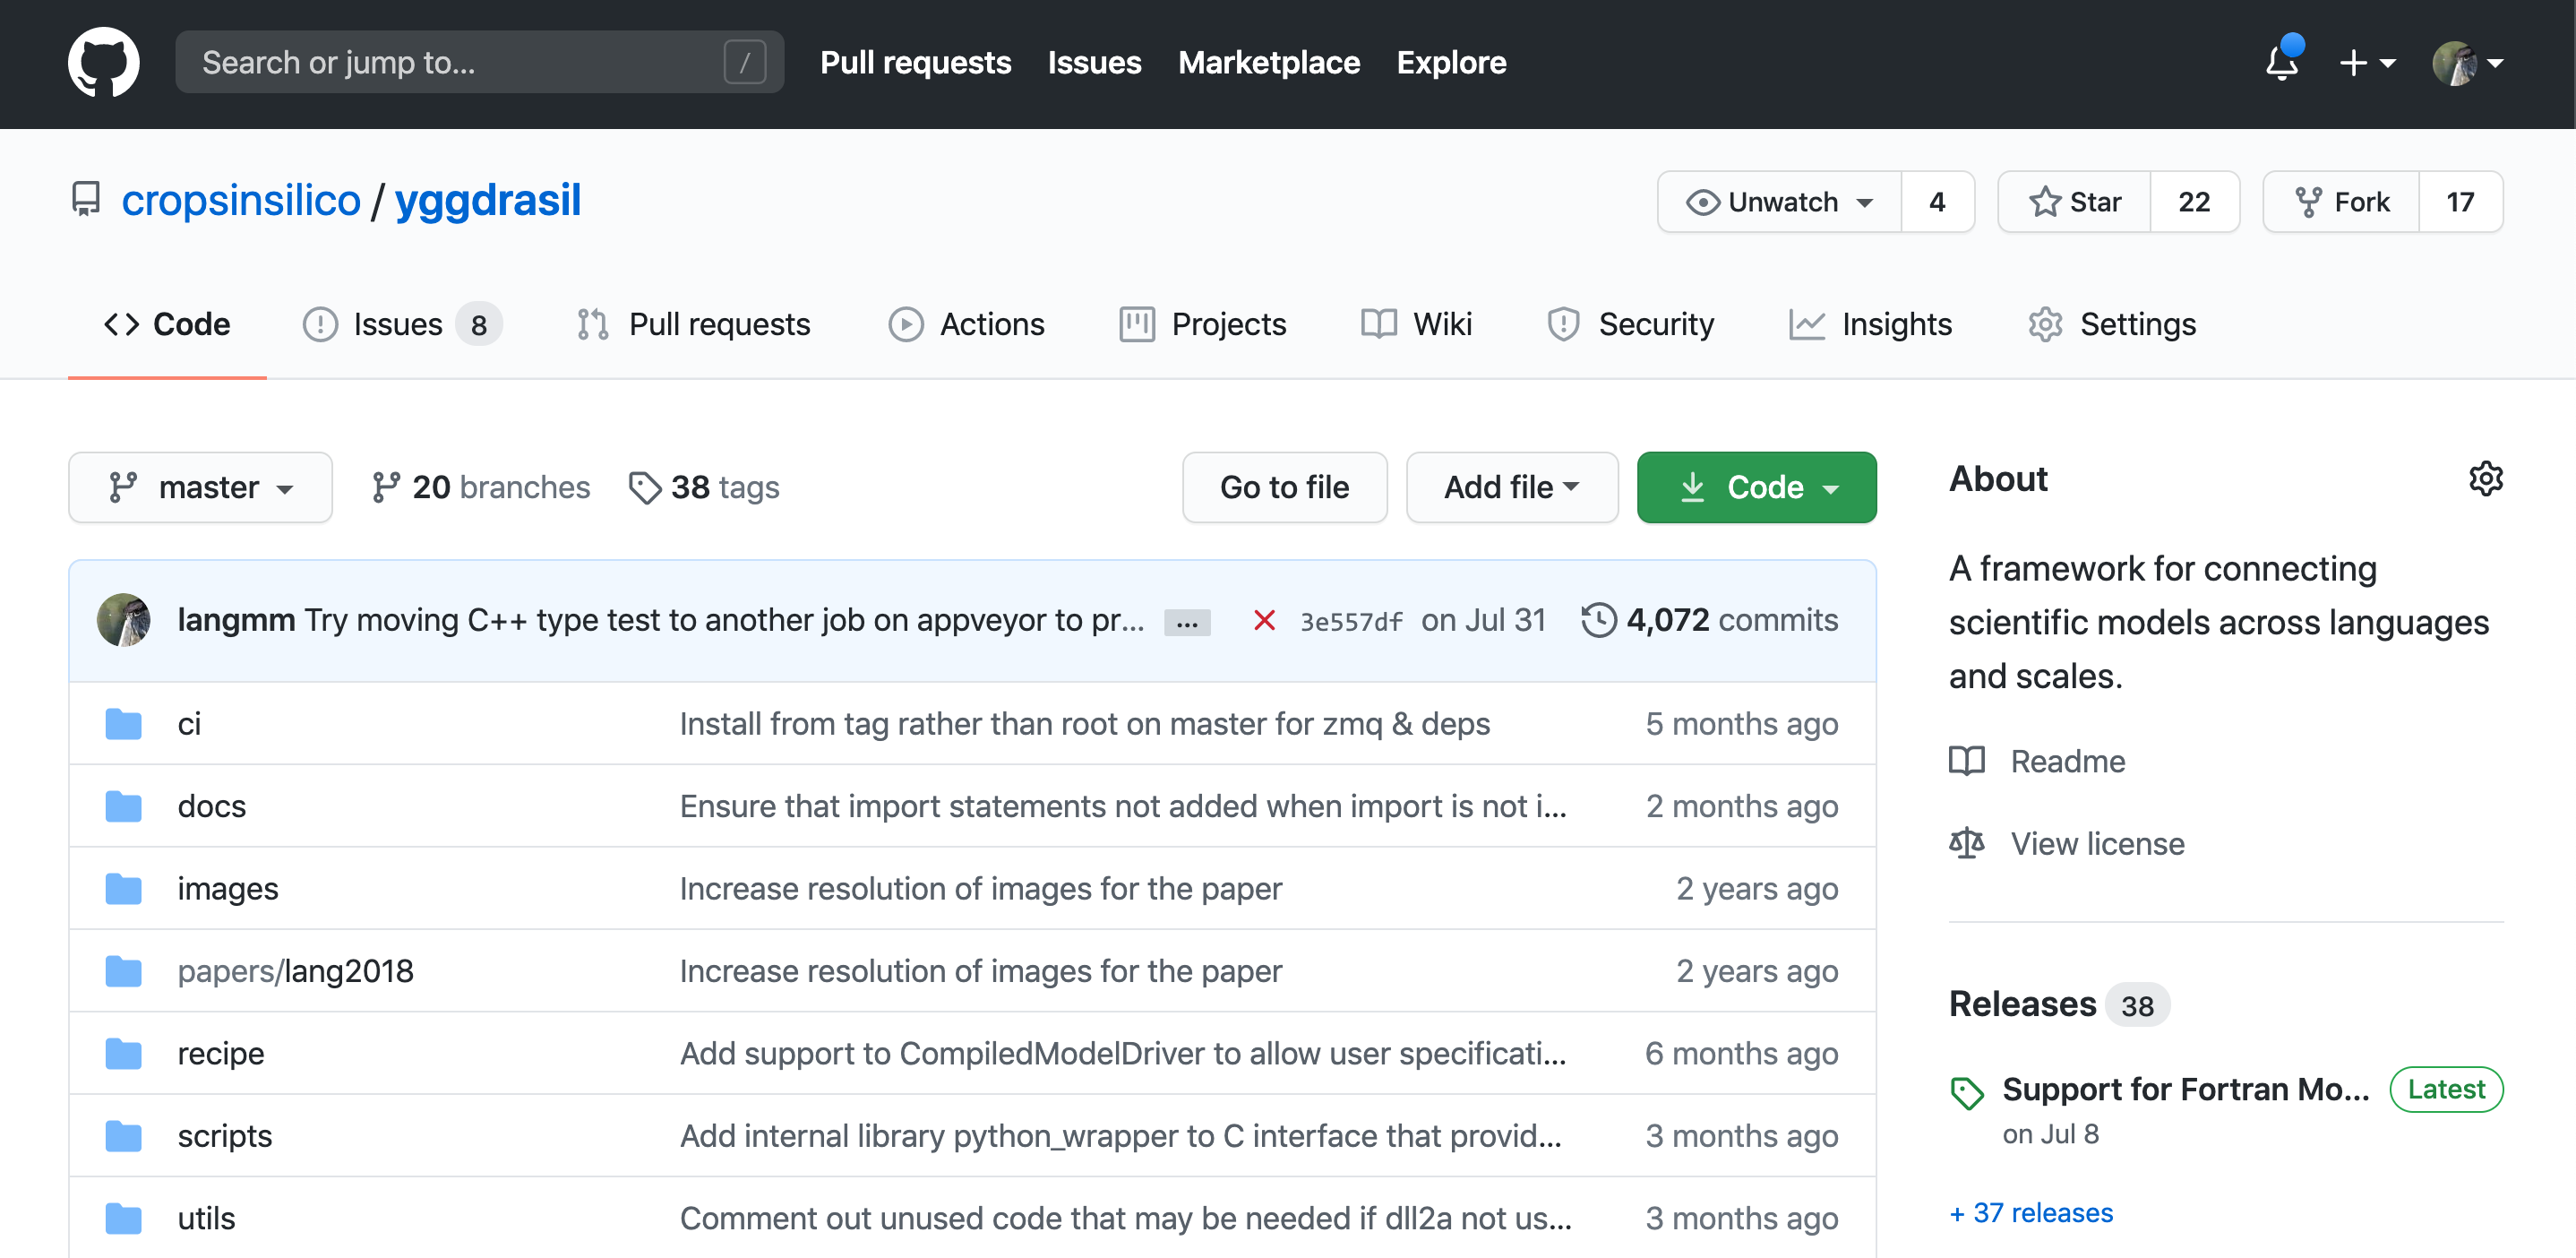 Search or jump to... / Pull requests Issues Marketplace Explore
cropsinsilico / yggdrasil Unwatch 4 Star 22 Fork 17
Code Issues 8 Pull requests Actions Projects Wiki Security Insights Settings
master 20 branches 38 tags Go to file Add file Code
langmm Try moving C++ type test to another job on appveyor to pr... ... 3e557df on Jul 31 4,072 commits
ci Install from tag rather than root on master for zmq & deps 5 months ago
docs Ensure that import statements not added when import is not i... 2 months ago
images Increase resolution of images for the paper 2 years ago
papers/lang2018 Increase resolution of images for the paper 2 years ago
recipe Add support to CompiledModelDriver to allow user specificati... 6 months ago
scripts Add internal library python_wrapper to C interface that provid... 3 months ago
utils Comment out unused code that may be needed if dll2a not us... 3 months ago
About
A framework for connecting
scientific models across languages
and scales.
Readme
View license
Releases 38
Support for Fortran Mo... Latest
on Jul 8
+ 37 releases